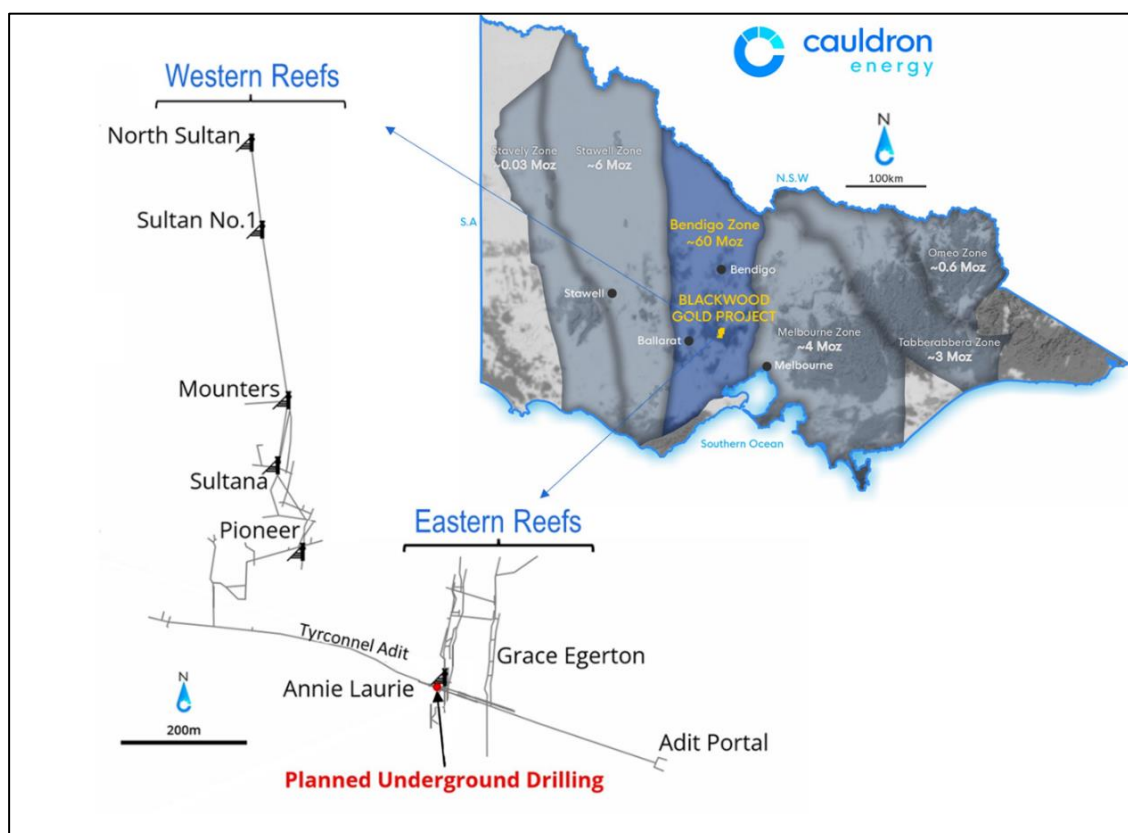 cauldron
energy
Western Reefs
North Sultan
Sultan No.1
Mounters
Sultana
Pioneer
Eastern Reefs
Tyrconnel Adit
Annie Laurie
Grace Egerton
Adit Portal
Planned Underground Drilling
N
200m
N
100km
S.A
N.S.W
Stavely Zone
~0.03 Moz
Stawell Zone
~6 Moz
Bendigo Zone
~60 Moz
Bendigo
Stawell
BLACKWOOD
GOLD PROJECT
Ballarat
Melbourne Zone
~4 Moz
Melbourne
Omeo Zone
~0.6 Moz
Tabberabbera Zone
~3 Moz
Southern Ocean